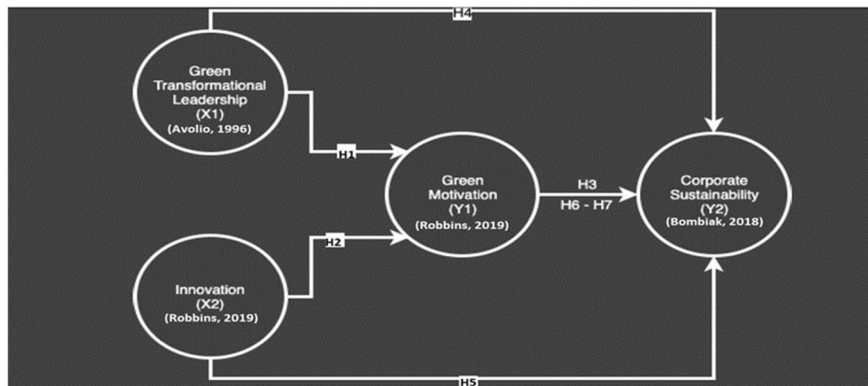 H4
Green
Transformational
Leadership
(X1)
(Avolio, 1996)
H1
Green
Motivation
(Y1)
(Robbins, 2019)
H3
H6 - H7
Corporate
Sustainability
(Y2)
(Bombiak, 2018)
H2
Innovation
(X2)
(Robbins, 2019)
H5